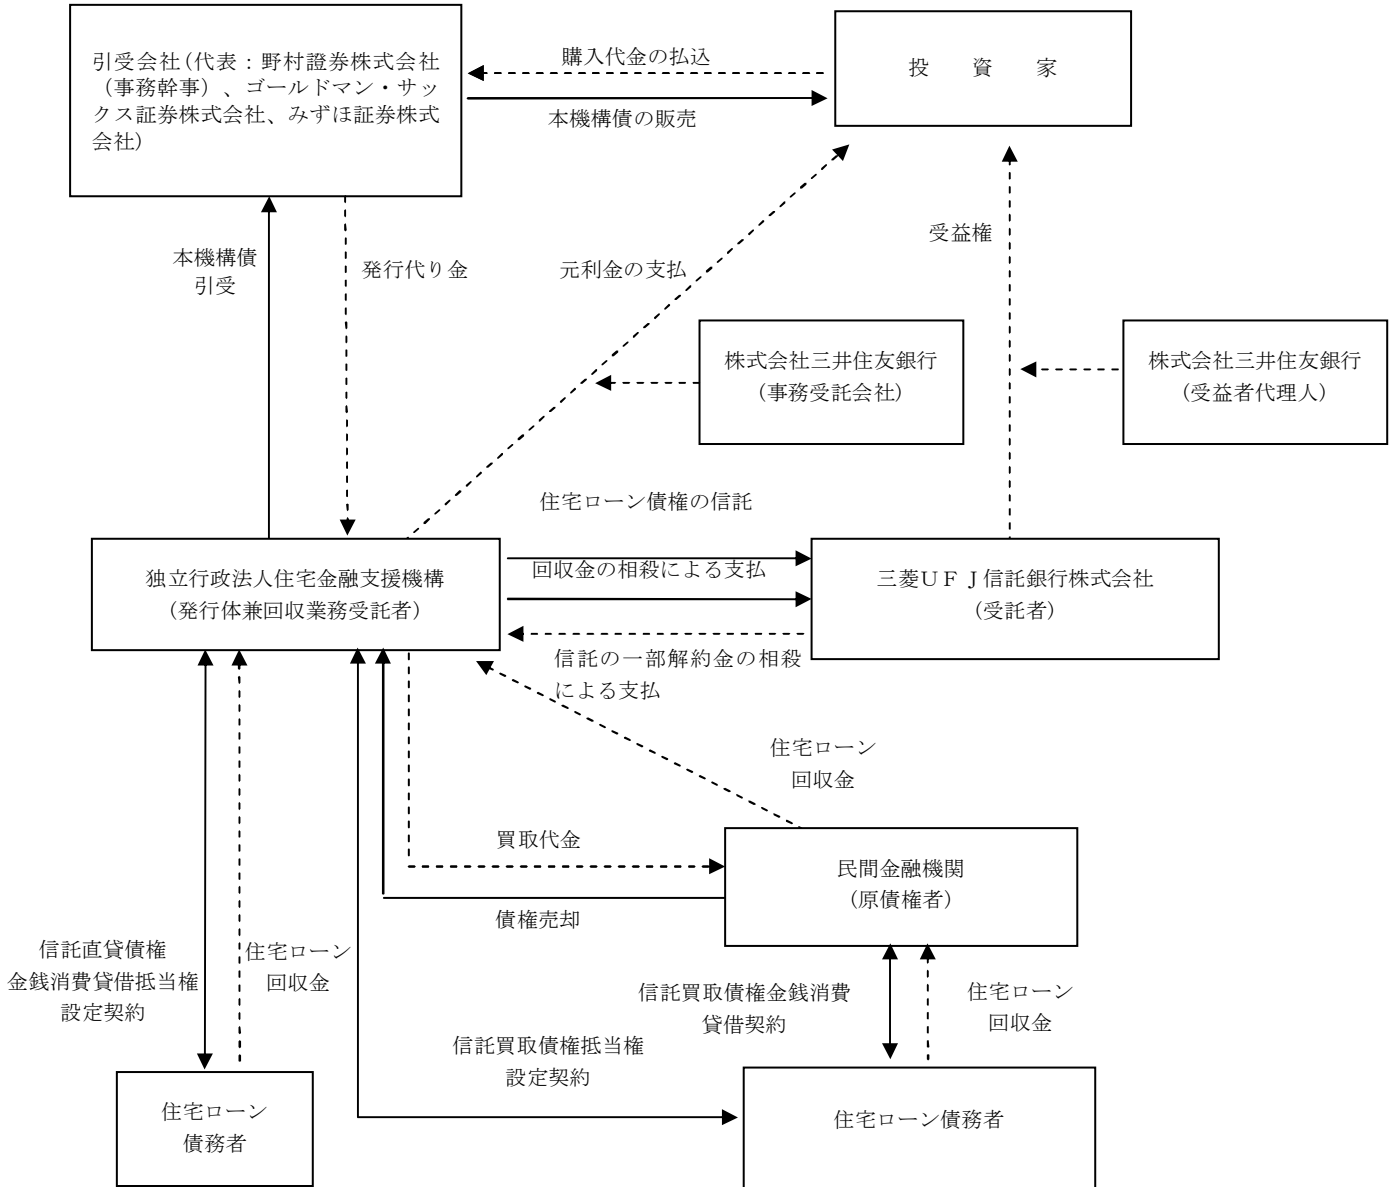 引受会社（代表：野村證券株式会社
（事務幹事）、ゴールドマン・サッ
クス証券株式会社、みずほ証券株式
会社）
購入代金の払込
本機構債の販売
投　資　家
本機構債
引受
発行代り金
元利金の支払
受益権
株式会社三井住友銀行
（事務受託会社）
株式会社三井住友銀行
（受益者代理人）
住宅ローン債権の信託
独立行政法人住宅金融支援機構
（発行体兼回収業務受託者）
回収金の相殺による支払
三菱ＵＦＪ信託銀行株式会社
（受託者）
信託の一部解約金の相殺
による支払
住宅ローン
回収金
買取代金
民間金融機関
（原債権者）
債権売却
信託直貸債権
金銭消費貸借抵当権
設定契約
住宅ローン
回収金
信託買取債権金銭消費
貸借契約
住宅ローン
回収金
信託買取債権抵当権
設定契約
住宅ローン
債務者
住宅ローン債務者